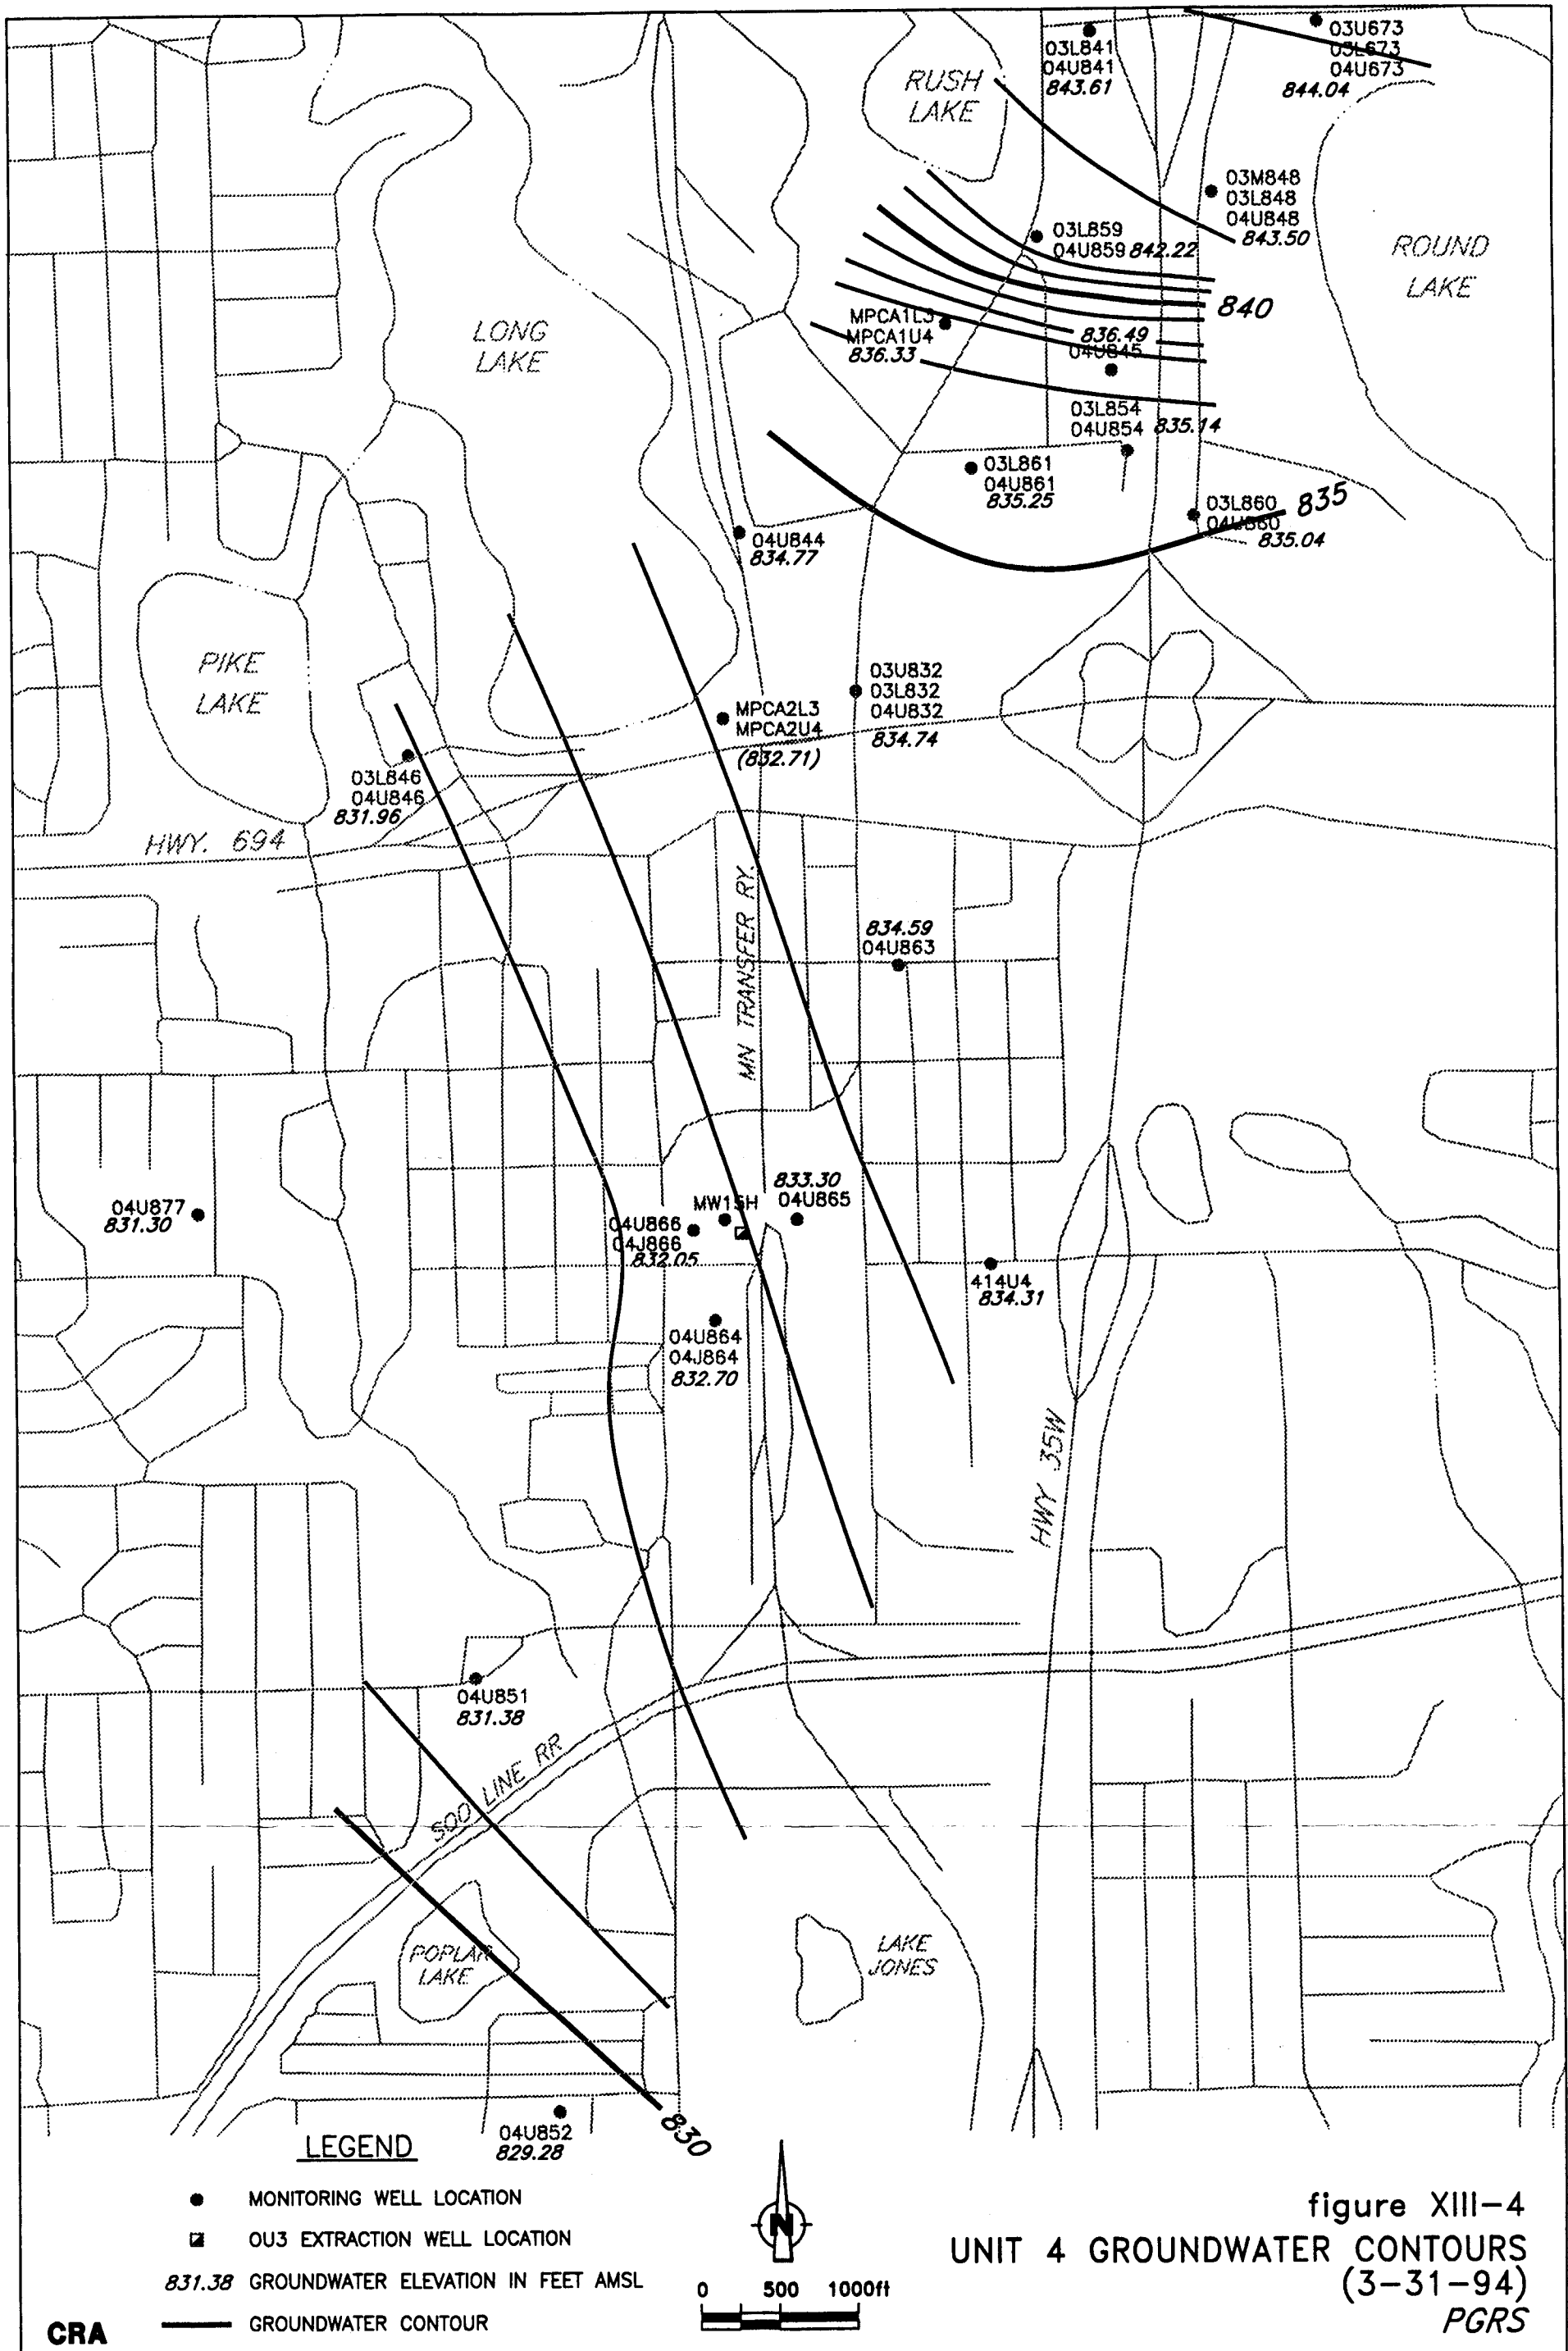 03U673
03L673
04U673
844.04
03L841
04U841
843.61
RUSH
LAKE
03M848
03L848
04U848
843.50
03L859
04U859 842.22
ROUND
LAKE
840
MPCA1L3
MPCA1U4
836.33
836.49
04U845
LONG
LAKE
03L854
04U854 835.14
03L861
04U861
835.25
03L860
04U860
835
835.04
04U844
834.77
PIKE
LAKE
03U832
03L832
04U832
834.74
MPCA2L3
MPCA2U4
(832.71)
03L846
04U846
831.96
HWY. 694
MN TRANSFER RY.
834.59
04U863
04U877
831.30
MW15H
833.30
04U865
04U866
04J866
832.05
414U4
834.31
04U864
04J864
832.70
HWY 35W
04U851
831.38
SOO LINE RR
POPLAR
LAKE
LAKE
JONES
830
04U852
829.28
LEGEND
MONITORING WELL LOCATION
OU3 EXTRACTION WELL LOCATION
831.38 GROUNDWATER ELEVATION IN FEET AMSL
GROUNDWATER CONTOUR
N
0 500 1000ft
figure XIII-4
UNIT 4 GROUNDWATER CONTOURS
(3-31-94)
PGRS
CRA